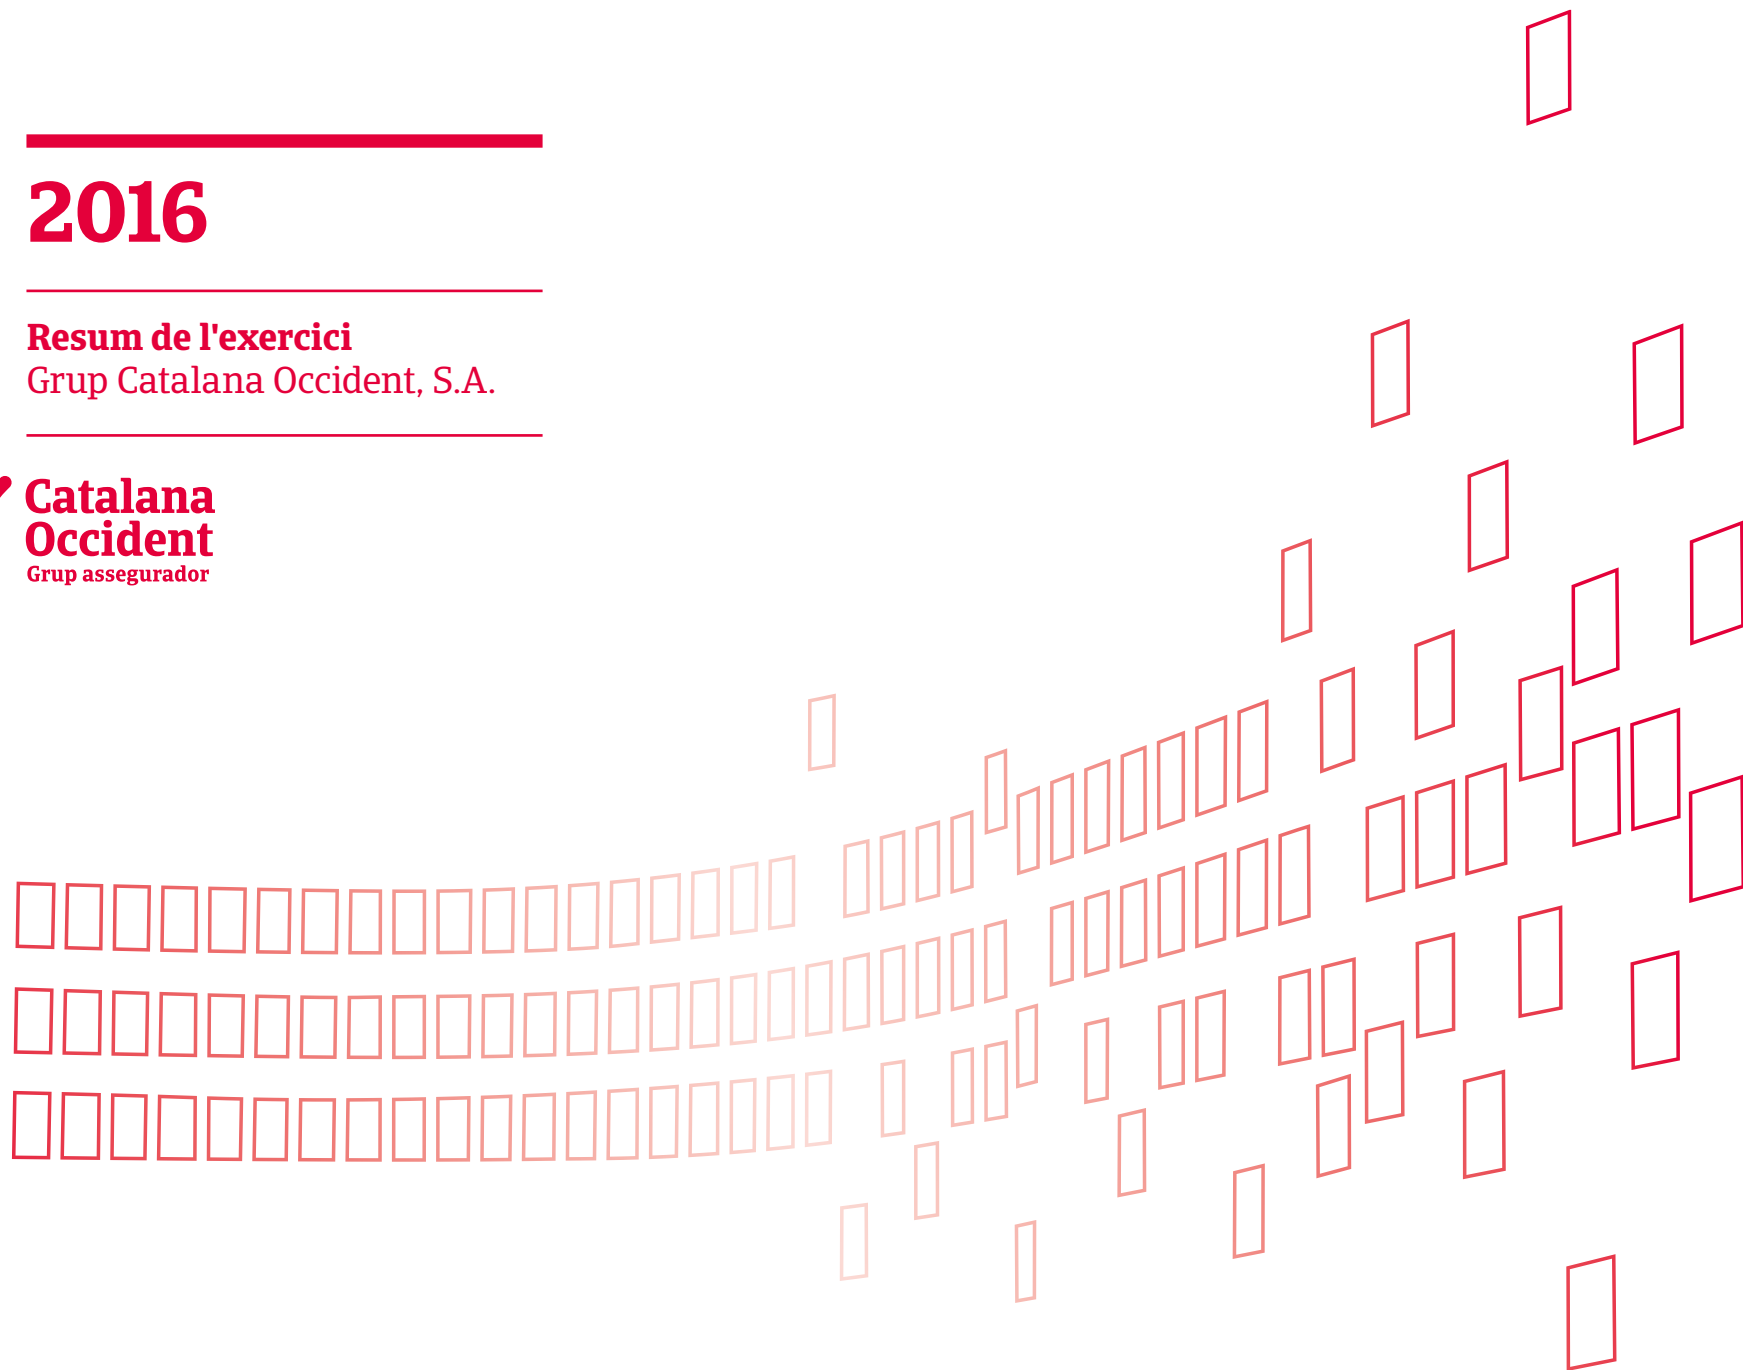 2016
Resum de l'exercici
Grup Catalana Occident, S.A.
Catalana
Occident
Grup assegurador